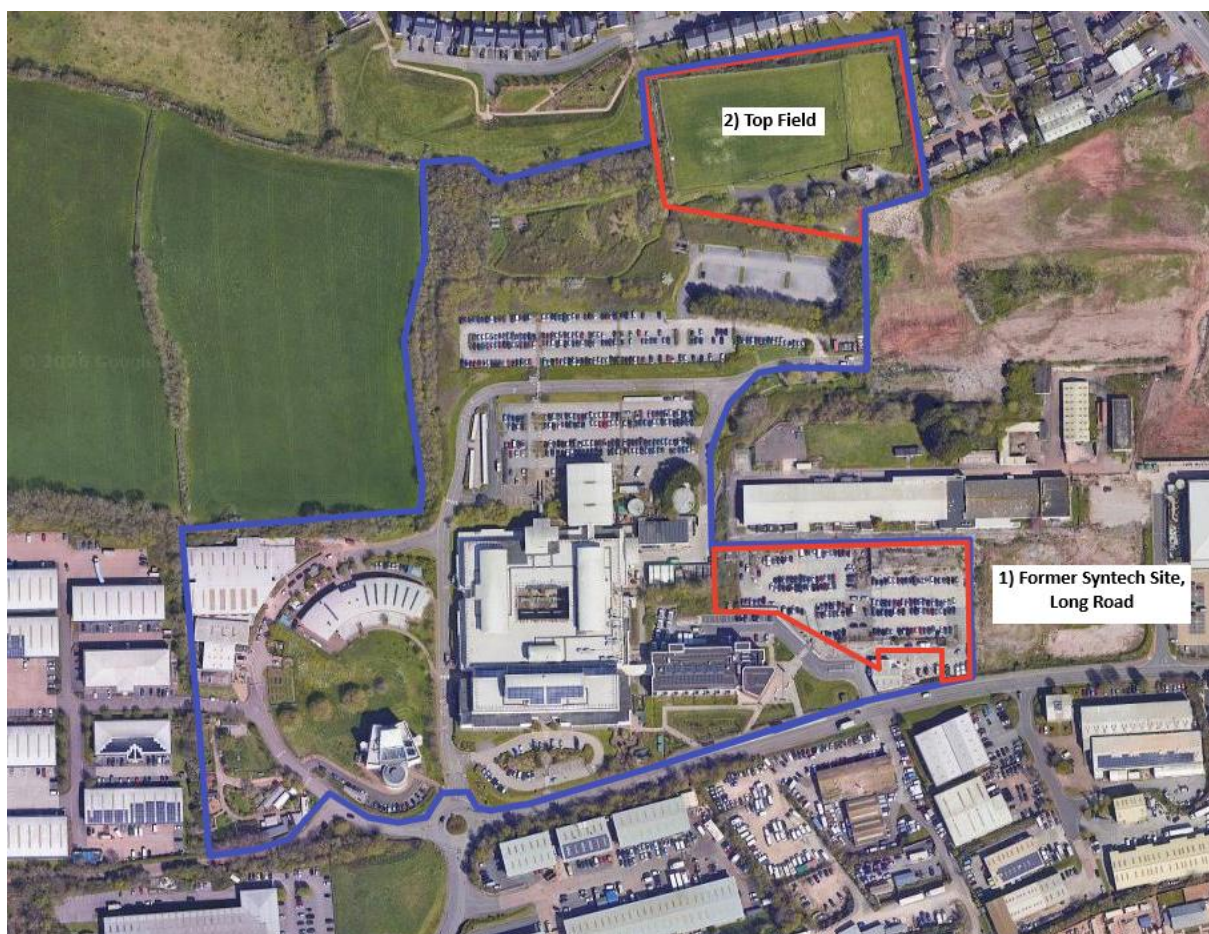 2) Top Field
1) Former Syntech Site,
Long Road